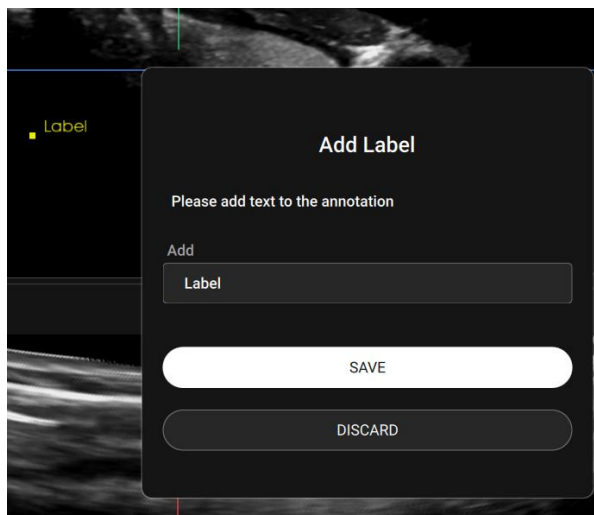 Label
Add Label
Please add text to the annotation
Add
Label
SAVE
DISCARD